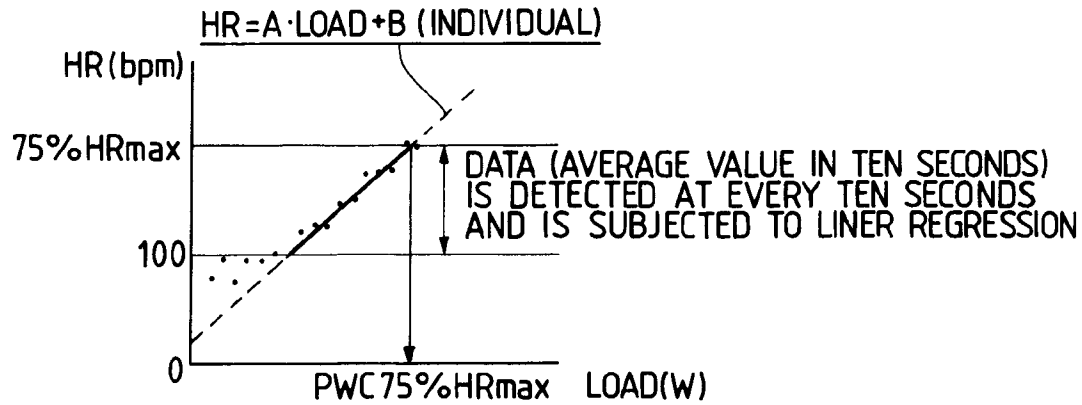 HR=A·LOAD+B (INDIVIDUAL)
HR(bpm)
75%HRmax
DATA (AVERAGE VALUE IN TEN SECONDS)
IS DETECTED AT EVERY TEN SECONDS
AND IS SUBJECTED TO LINER REGRESSION
100
0
PWC75%HRmax LOAD(W)